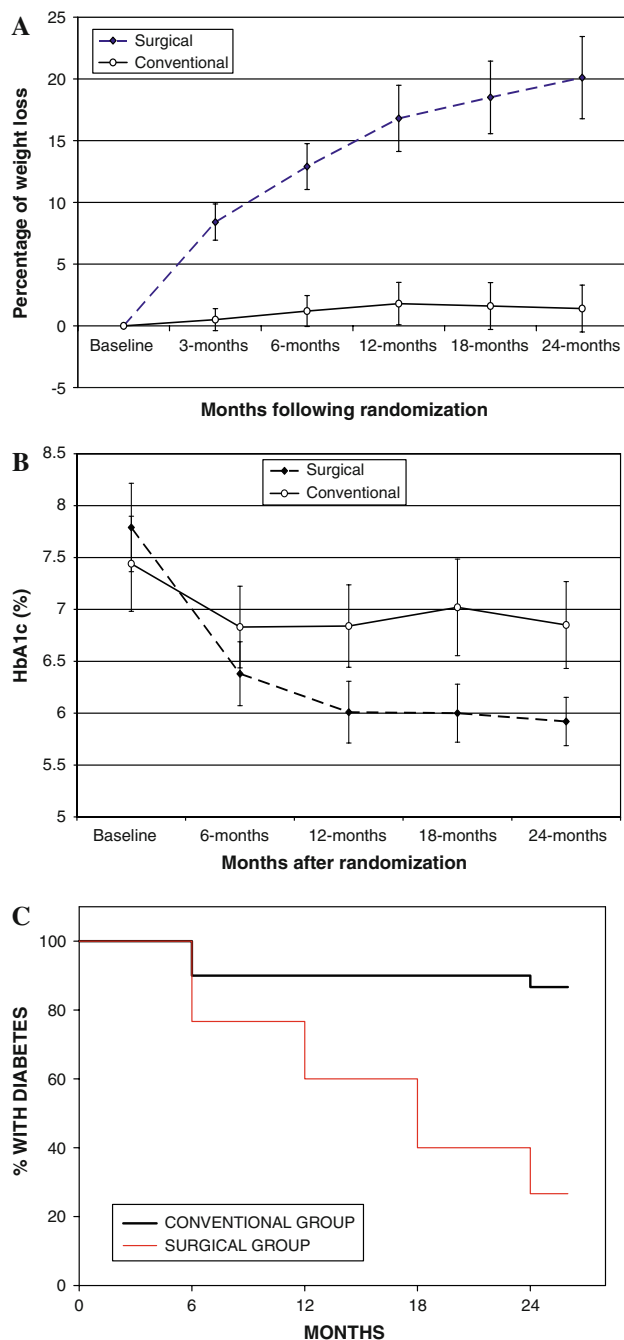 A
Surgical
Conventional
25
20
15
10
5
0
-5
Percentage of weight loss
Baseline 3-months 6-months 12-months 18-months 24-months
Months following randomization
B
Surgical
Conventional
8.5
8
7.5
7
6.5
6
5.5
5
HbA1c (%)
Baseline 6-months 12-months 18-months 24-months
Months after randomization
C
100
80
60
40
20
0
% WITH DIABETES
CONVENTIONAL GROUP
SURGICAL GROUP
0 6 12 18 24
MONTHS